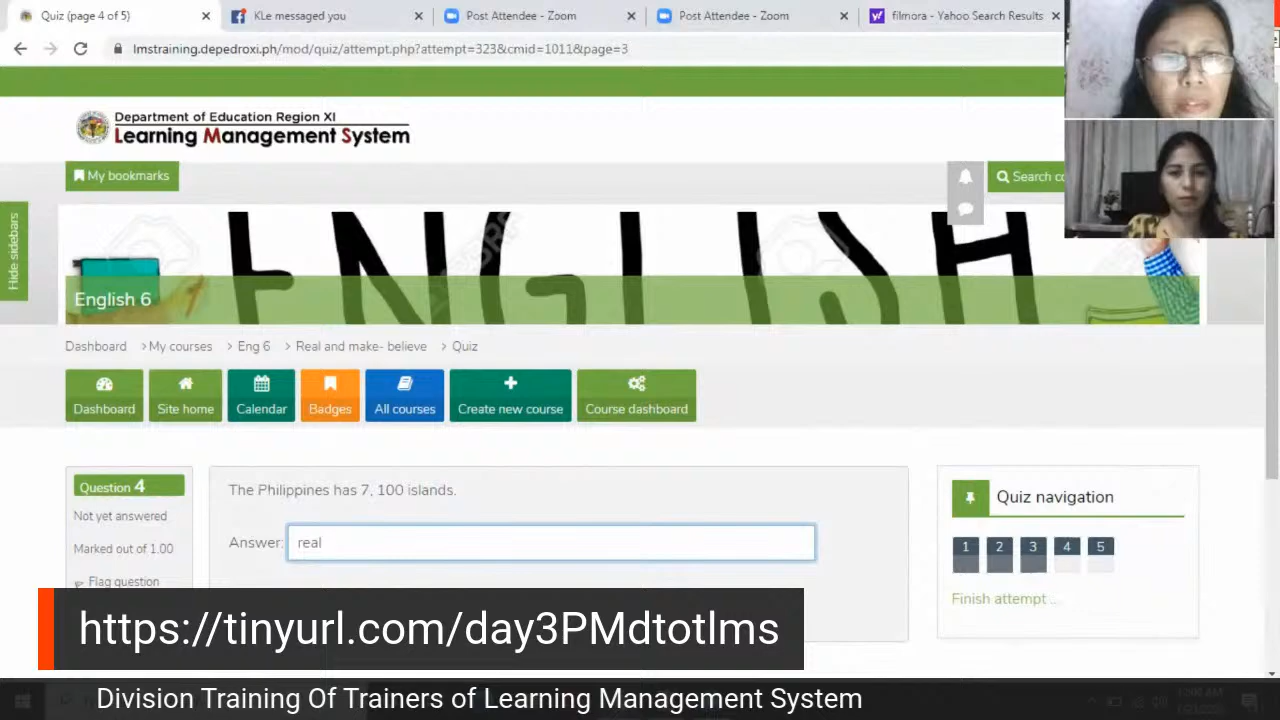 Quiz (page 4 of 5)
KLe messaged you
Post Attendee - Zoom
Post Attendee - Zoom
filmora - Yahoo Search Results
lmstraining.depedroxi.ph/mod/quiz/attempt.php?attempt=323&cmid=1011&page=3
Department of Education Region XI
Learning Management System
My bookmarks
Search
Hide sidebars
ENGLISH
English 6
Dashboard > My courses > Eng 6 > Real and make- believe > Quiz
Dashboard
Site home
Calendar
Badges
All courses
Create new course
Course dashboard
Question 4
Not yet answered
Marked out of 1.00
Flag question
The Philippines has 7, 100 islands.
Answer: real
Quiz navigation
1 2 3 4 5
Finish attempt ...
https://tinyurl.com/day3PMdtotlms
Division Training Of Trainers of Learning Management System